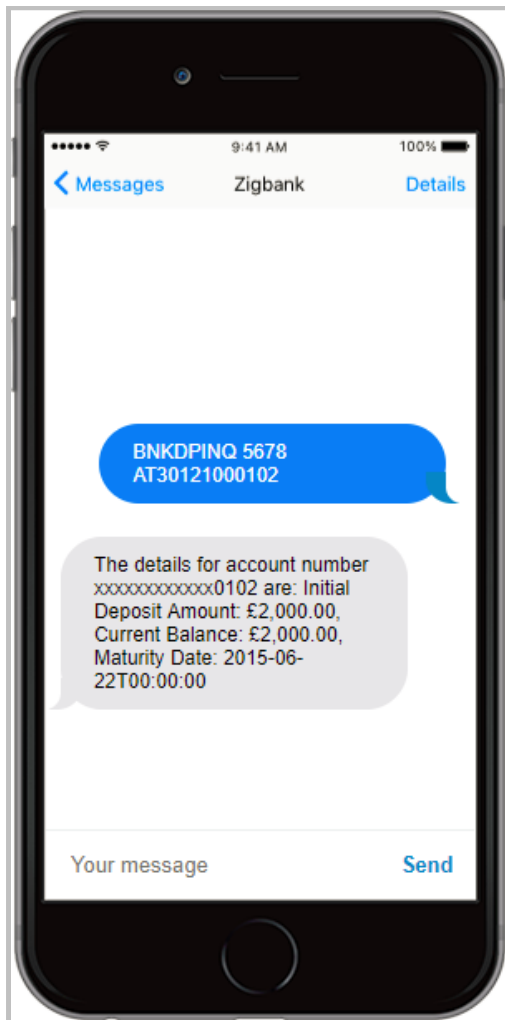 9:41 AM
100%
Messages
Zigbank
Details
BNKDPINQ 5678
AT30121000102
The details for account number
xxxxxxxxxxxx0102 are: Initial
Deposit Amount: £2,000.00,
Current Balance: £2,000.00,
Maturity Date: 2015-06-
22T00:00:00
Your message
Send